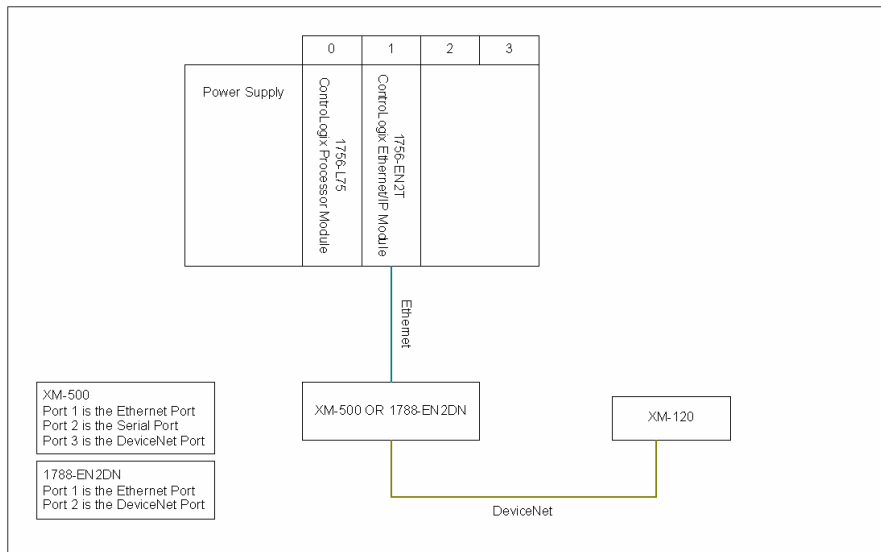 0 1 2 3
Power Supply
1756-L75
ControLogix Processor Module
1756-EN2T
ControLogix Ethernet/IP Module
Ethernet
XM-500
Port 1 is the Ethernet Port
Port 2 is the Serial Port
Port 3 is the DeviceNet Port
XM-500 OR 1788-EN2DN
XM-120
1788-EN2DN
Port 1 is the Ethernet Port
Port 2 is the DeviceNet Port
DeviceNet